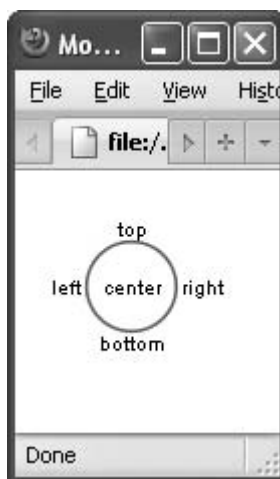 Mo...
File Edit View Histo
file:/.
top
left center right
bottom
Done